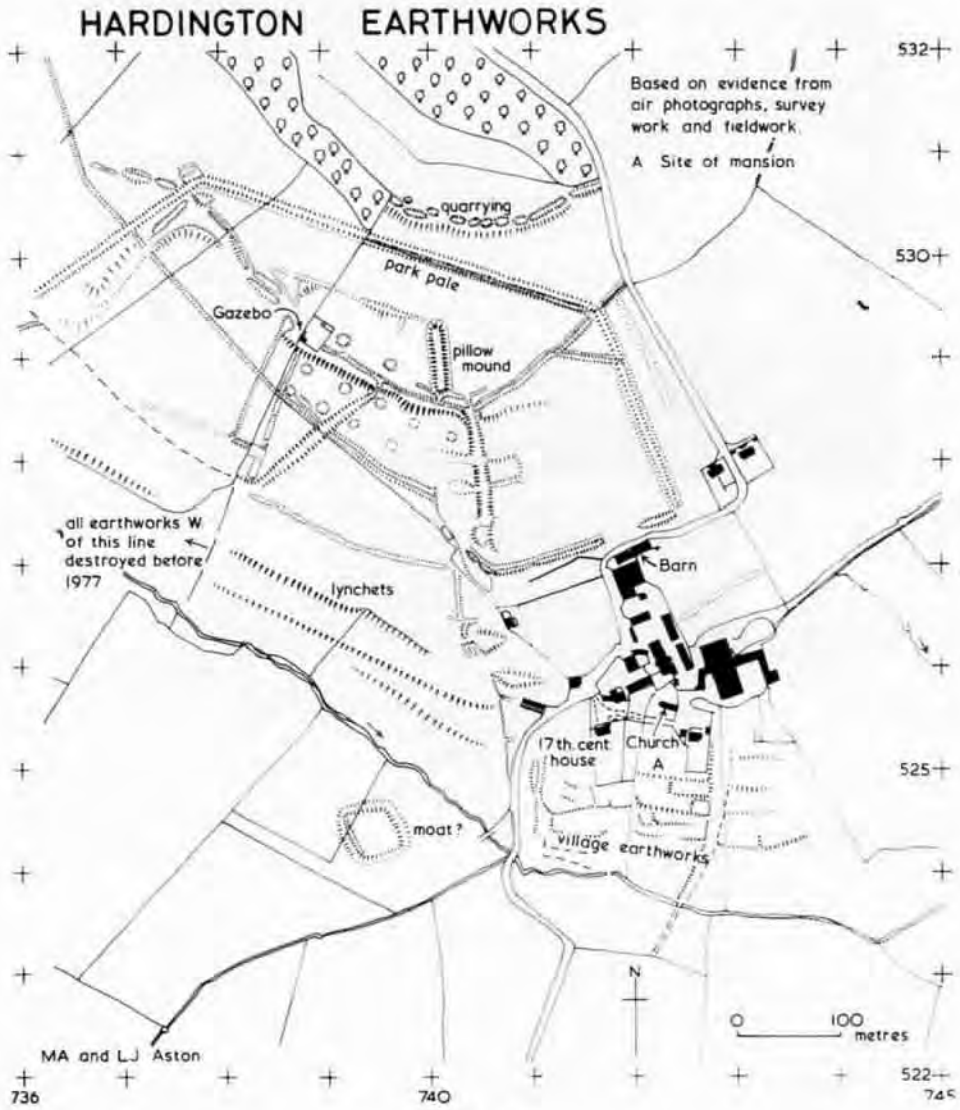 HARDINGTON EARTHWORKS
532
Based on evidence from
air photographs, survey
work and fieldwork.
A Site of mansion
quarrying
530
park pale
Gazebo
pillow
mound
all earthworks W
of this line
destroyed before
1977
Barn
lynchets
17th. cent.
house
Church
A
525
moat?
village earthworks
N
0 100
metres
MA and LJ Aston
522
736
740
745